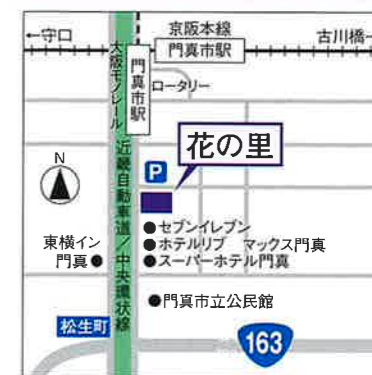 ←守口
京阪本線
門真市駅
古川橋→
大阪モノレール
門真市駅
ロータリー
N
P
花の里
近畿自動車道/中央環状線
●セブンイレブン
●ホテルリブ マックス門真
●スーパーホテル門真
東横イン
門真●
●門真市立公民館
松生町
163